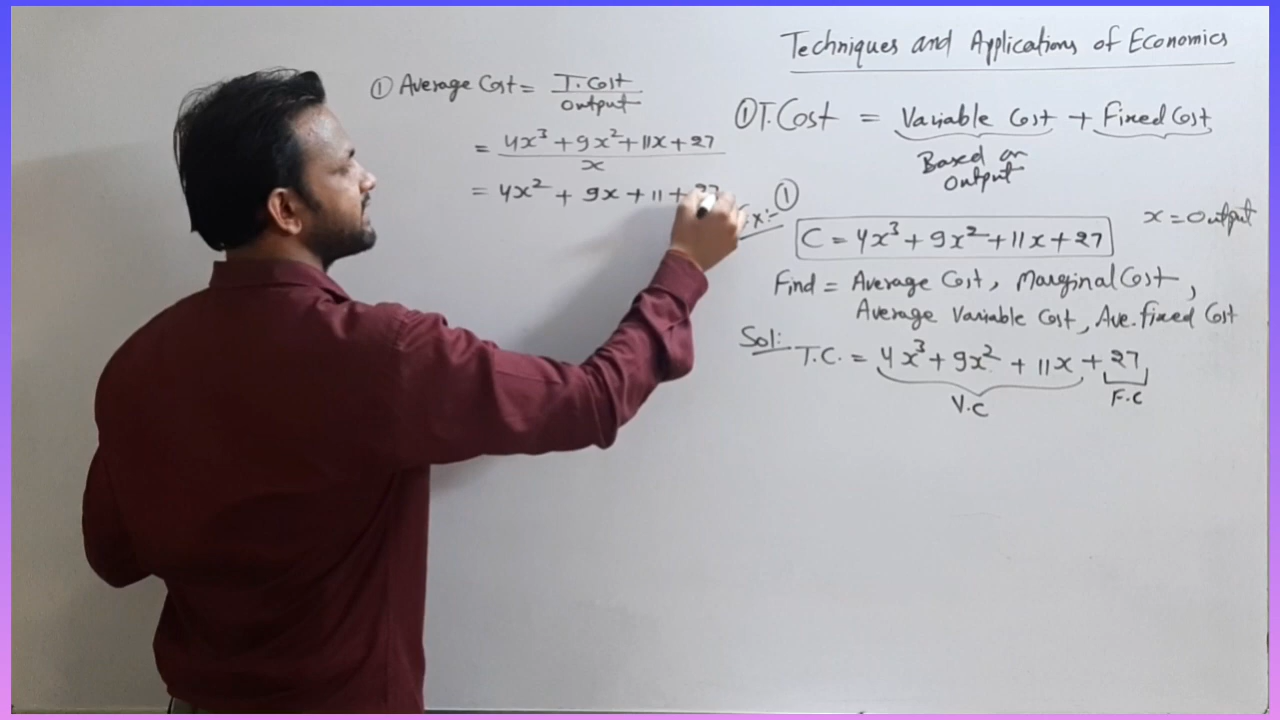 Techniques and Applications of Economics
① Average Cost = T.Cost / Output
= 4x³ + 9x² + 11x + 27 / x
= 4x² + 9x + 11 + 27
① T.Cost = Variable Cost + Fixed Cost
Based on
Output
①
C = 4x³ + 9x² + 11x + 27
x = Output
Find = Average Cost, Marginal Cost,
Average Variable Cost, Ave. fixed Cost
Sol:
T.C. = 4x³ + 9x² + 11x + 27
V.C
F.C